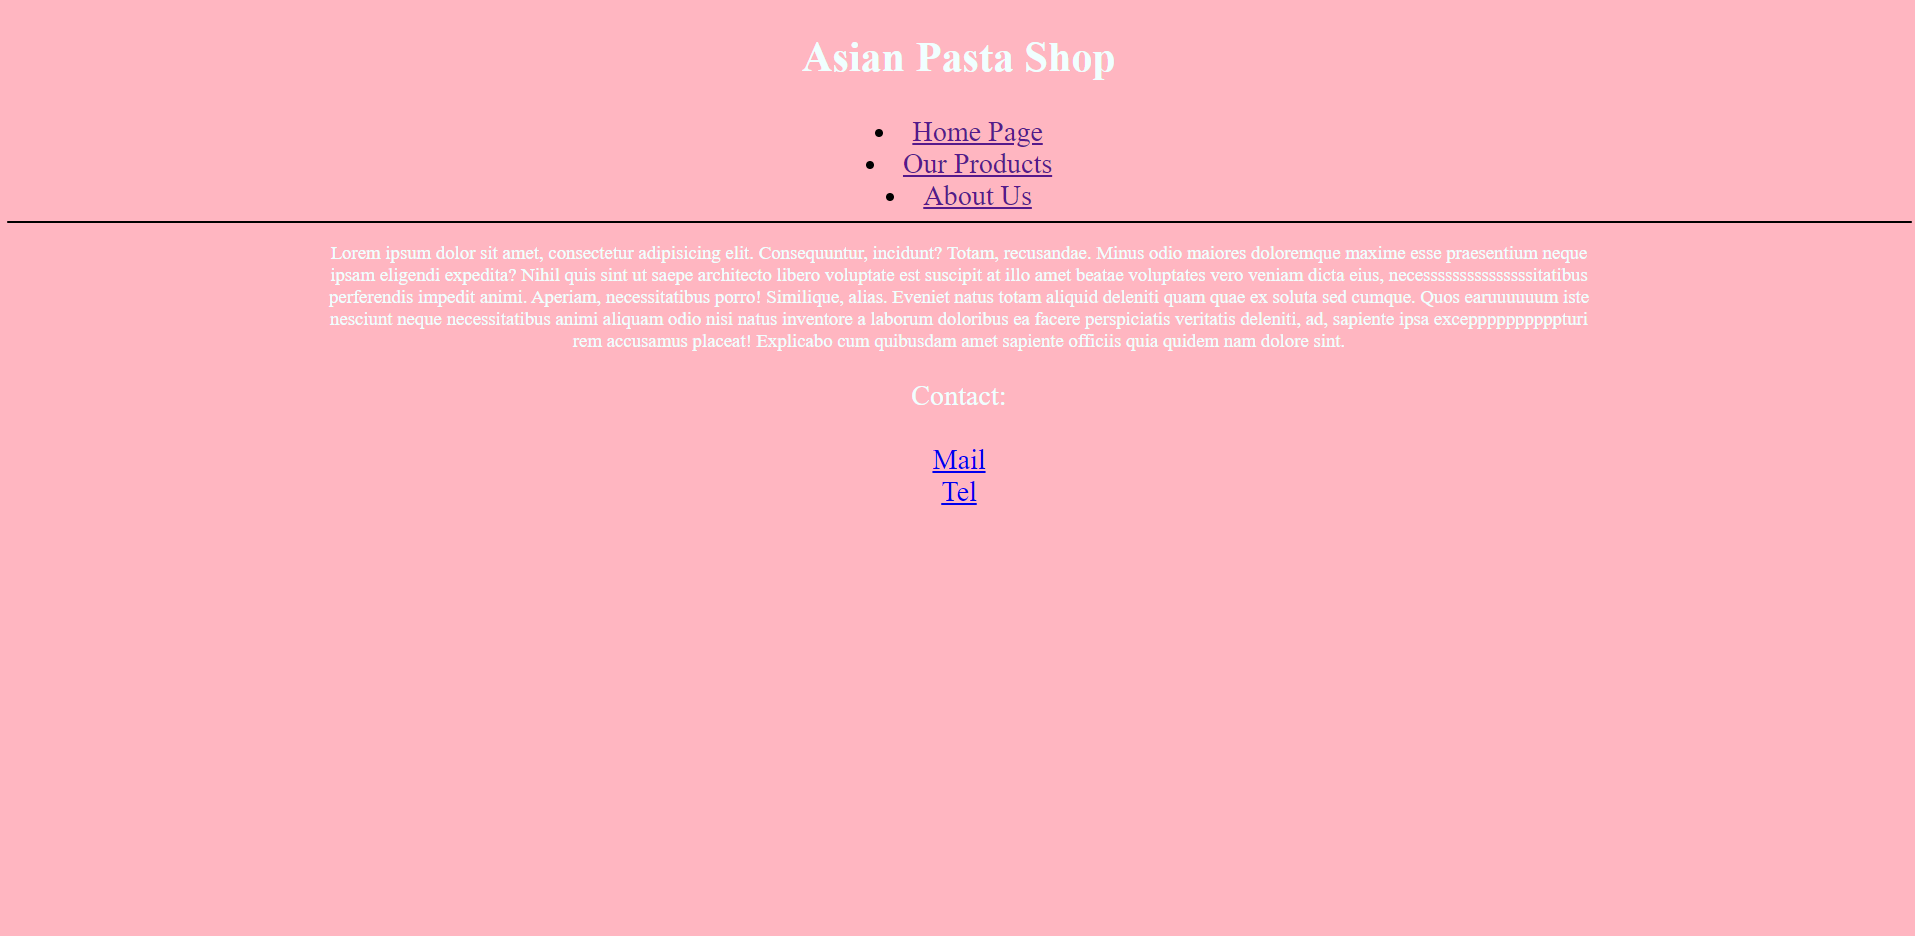 Asian Pasta Shop
Home Page
Our Products
About Us
Lorem ipsum dolor sit amet, consectetur adipisicing elit. Consequuntur, incidunt? Totam, recusandae. Minus odio maiores doloremque maxime esse praesentium neque
ipsam eligendi expedita? Nihil quis sint ut saepe architecto libero voluptate est suscipit at illo amet beatae voluptates vero veniam dicta eius, necesssssssssssssssitatibus
perferendis impedit animi. Aperiam, necessitatibus porro! Similique, alias. Eveniet natus totam aliquid deleniti quam quae ex soluta sed cumque. Quos earuuuuuum iste
nesciunt neque necessitatibus animi aliquam odio nisi natus inventore a laborum doloribus ea facere perspiciatis veritatis deleniti, ad, sapiente ipsa excepppppppppppturi
rem accusamus placeat! Explicabo cum quibusdam amet sapiente officiis quia quidem nam dolore sint.
Contact:
Mail
Tel